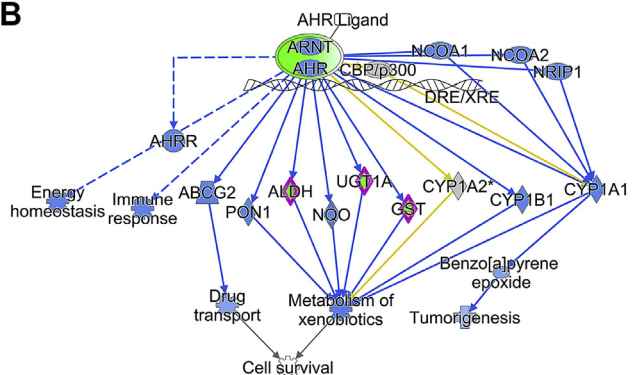 B
AHR Ligand
ARNT
AHR
CBP/p300
NCOA1
NCOA2
NRIP1
DRE/XRE
AHRR
Energy
homeostasis
Immune
response
ABCG2
PON1
ALDH
NQO
UGT1A
GST
CYP1A2*
CYP1B1
CYP1A1
Benzo[a]pyrene
epoxide
Drug
transport
Metabolism of
xenobiotics
Tumorigenesis
Cell survival